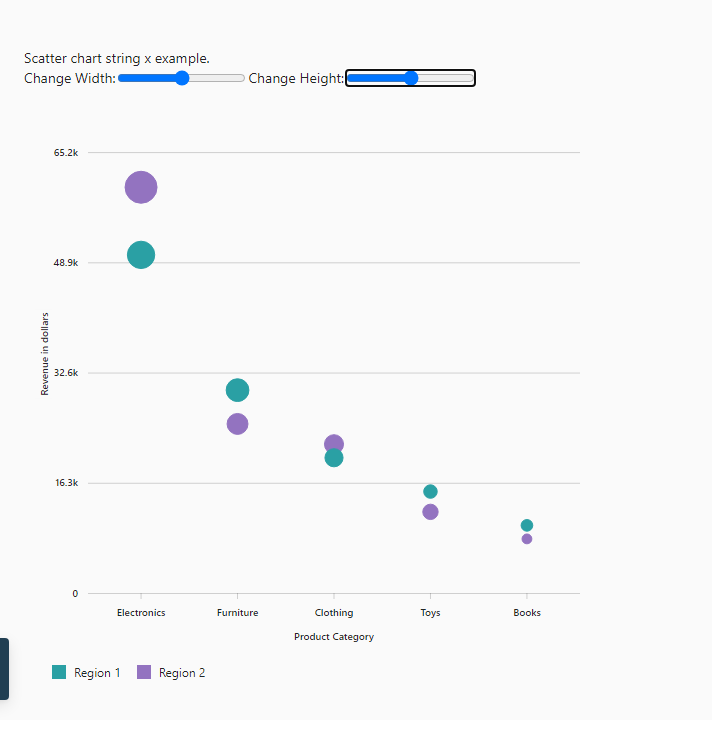 Scatter chart string x example.
Change Width: Change Height:
65.2k
48.9k
32.6k
16.3k
0
Revenue in dollars
Electronics Furniture Clothing Toys Books
Product Category
Region 1 Region 2